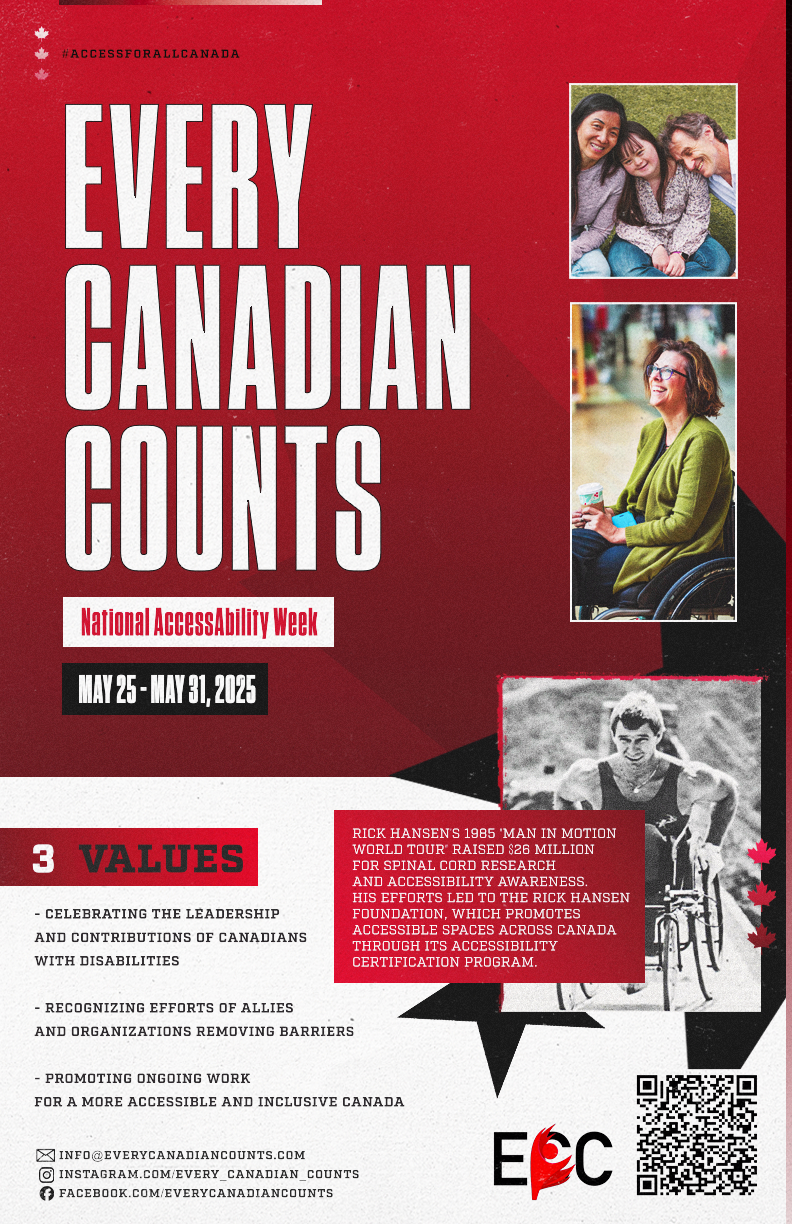 #ACCESSFORALLCANADA
EVERY
CANADIAN
COUNTS
National AccessAbility Week
MAY 25 - MAY 31, 2025
3 VALUES
- CELEBRATING THE LEADERSHIP
AND CONTRIBUTIONS OF CANADIANS
WITH DISABILITIES
- RECOGNIZING EFFORTS OF ALLIES
AND ORGANIZATIONS REMOVING BARRIERS
- PROMOTING ONGOING WORK
FOR A MORE ACCESSIBLE AND INCLUSIVE CANADA
RICK HANSEN'S 1985 'MAN IN MOTION
WORLD TOUR' RAISED $26 MILLION
FOR SPINAL CORD RESEARCH
AND ACCESSIBILITY AWARENESS.
HIS EFFORTS LED TO THE RICK HANSEN
FOUNDATION, WHICH PROMOTES
ACCESSIBLE SPACES ACROSS CANADA
THROUGH ITS ACCESSIBILITY
CERTIFICATION PROGRAM.
INFO@EVERYCANADIANCOUNTS.COM
INSTAGRAM.COM/EVERY_CANADIAN_COUNTS
FACEBOOK.COM/EVERYCANADIANCOUNTS
ECC